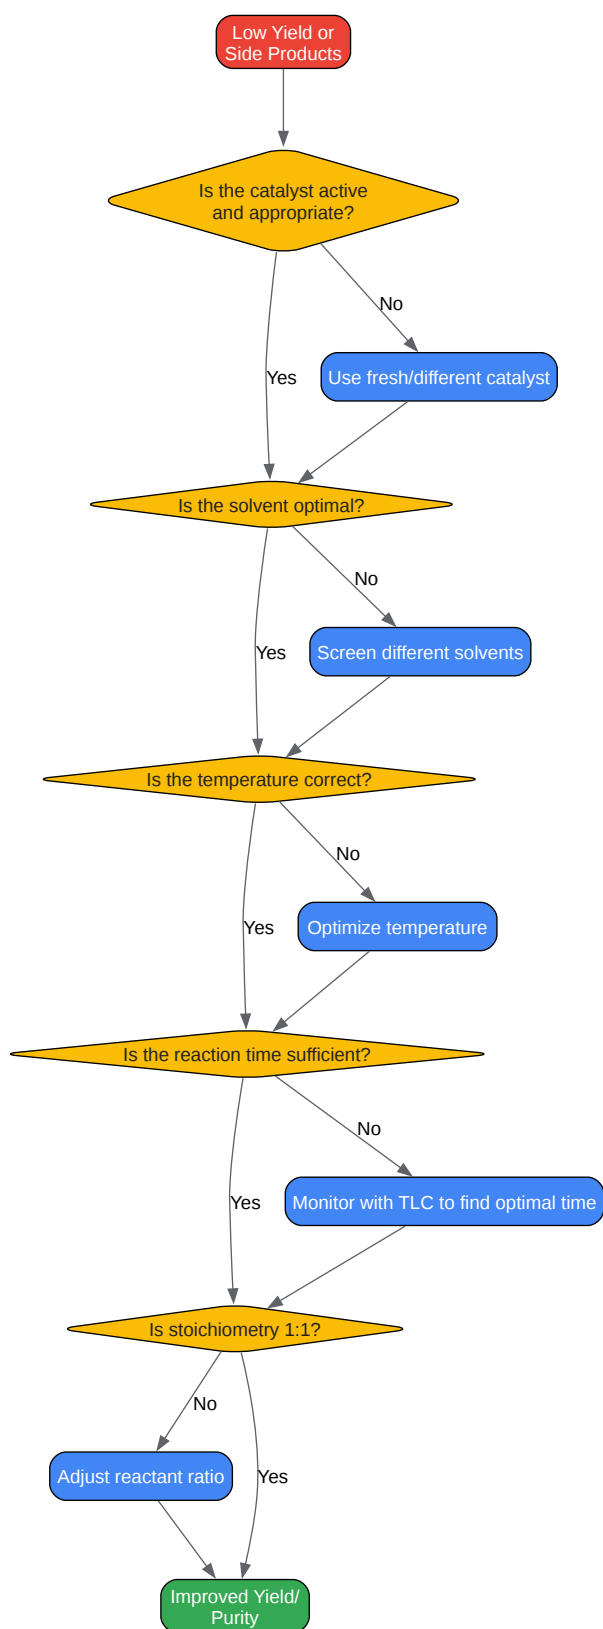 Low Yield or
Side Products
Is the catalyst active
and appropriate?
No
Yes
Use fresh/different catalyst
Is the solvent optimal?
No
Yes
Screen different solvents
Is the temperature correct?
No
Yes
Optimize temperature
Is the reaction time sufficient?
No
Yes
Monitor with TLC to find optimal time
Is stoichiometry 1:1?
No
Adjust reactant ratio
Yes
Improved Yield/
Purity